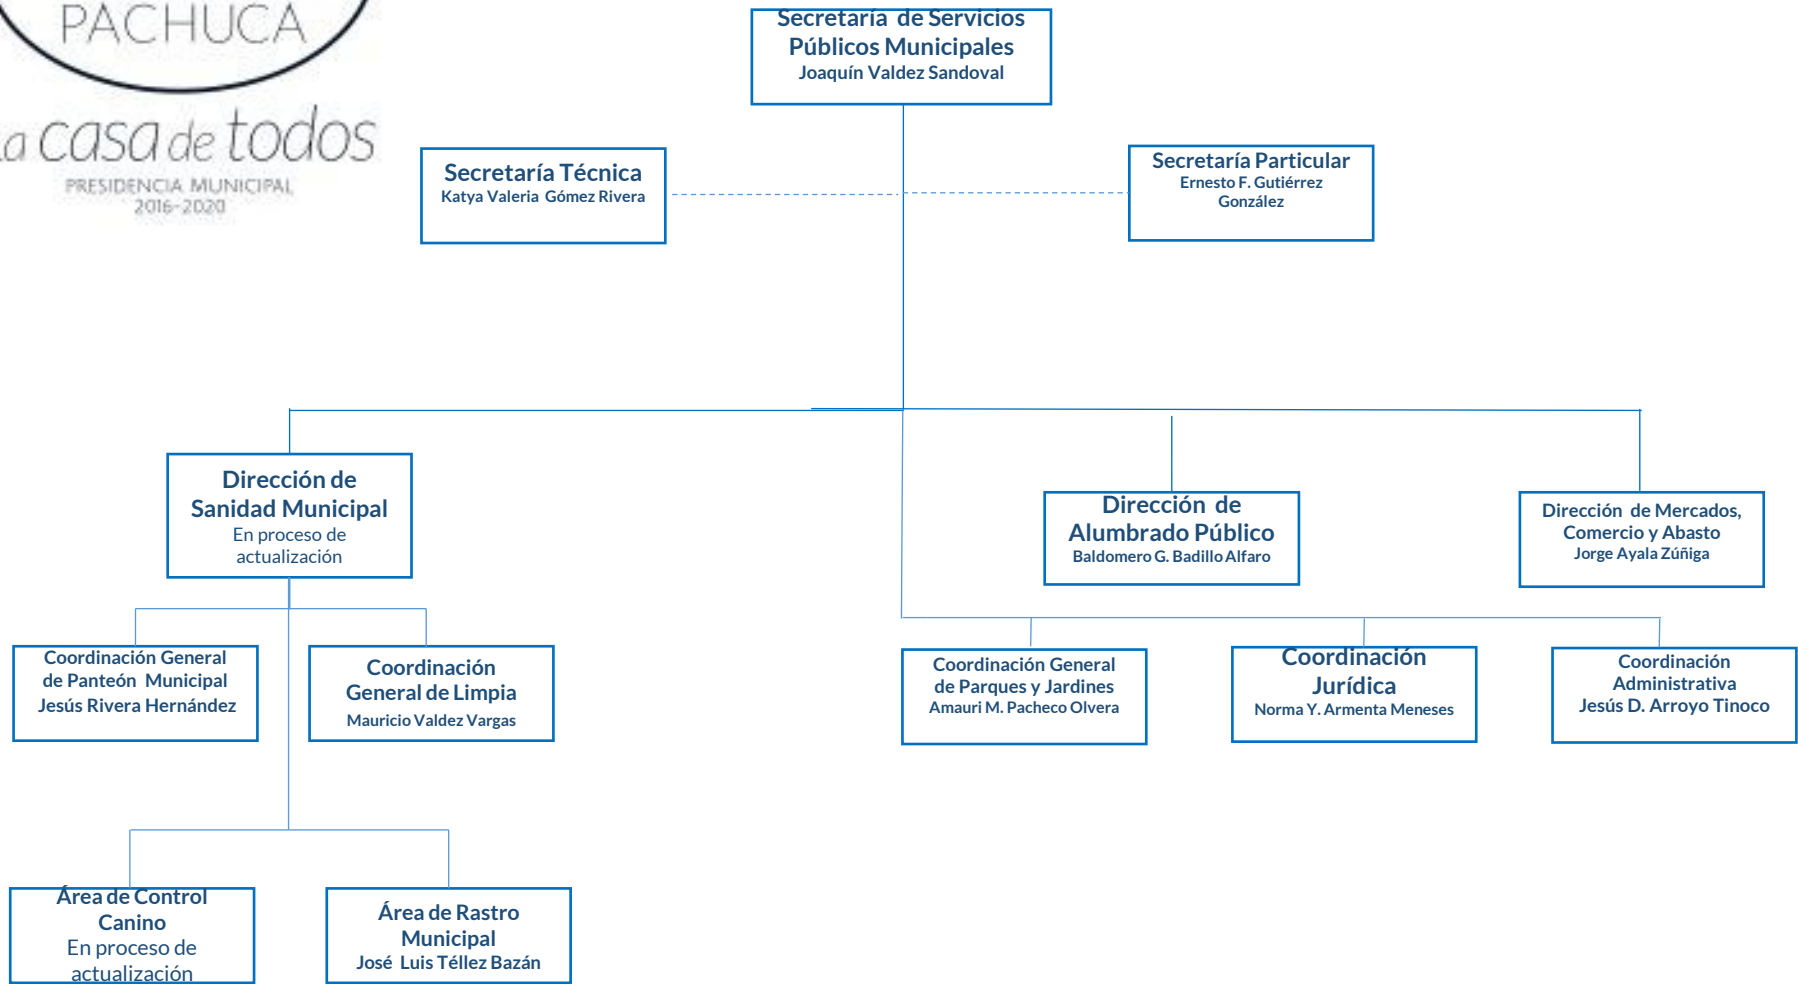 PACHUCA
a casa de todos
PRESIDENCIA MUNICIPAL
2016-2020
Secretaría de Servicios
Públicos Municipales
Joaquín Valdez Sandoval
Secretaría Técnica
Katya Valeria Gómez Rivera
Secretaría Particular
Ernesto F. Gutiérrez
González
Dirección de
Sanidad Municipal
En proceso de
actualización
Dirección de
Alumbrado Público
Baldomero G. Badillo Alfaro
Dirección de Mercados,
Comercio y Abasto
Jorge Ayala Zúñiga
Coordinación General
de Panteón Municipal
Jesús Rivera Hernández
Coordinación
General de Limpia
Mauricio Valdez Vargas
Coordinación General
de Parques y Jardines
Amauri M. Pacheco Olvera
Coordinación
Jurídica
Norma Y. Armenta Meneses
Coordinación
Administrativa
Jesús D. Arroyo Tinoco
Área de Control
Canino
En proceso de
actualización
Área de Rastro
Municipal
José Luis Téllez Bazán